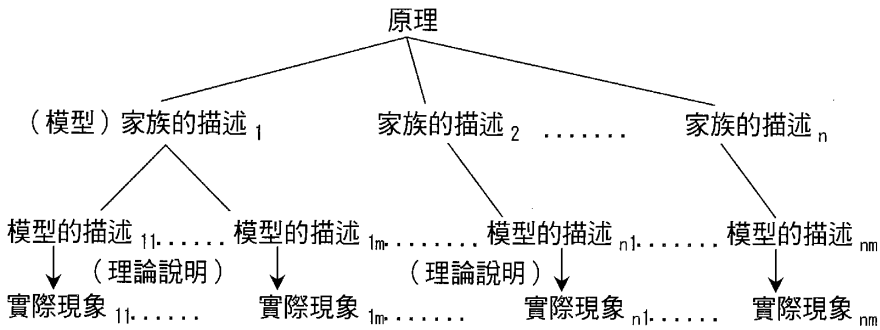 原理
（模型）家族的描述 1 家族的描述 2 ....... 家族的描述 n
模型的描述 11...... 模型的描述 1m........ 模型的描述 n1...... 模型的描述 nm
（理論說明） （理論說明）
實際現象 11...... 實際現象 1m....... 實際現象 n1...... 實際現象 nm